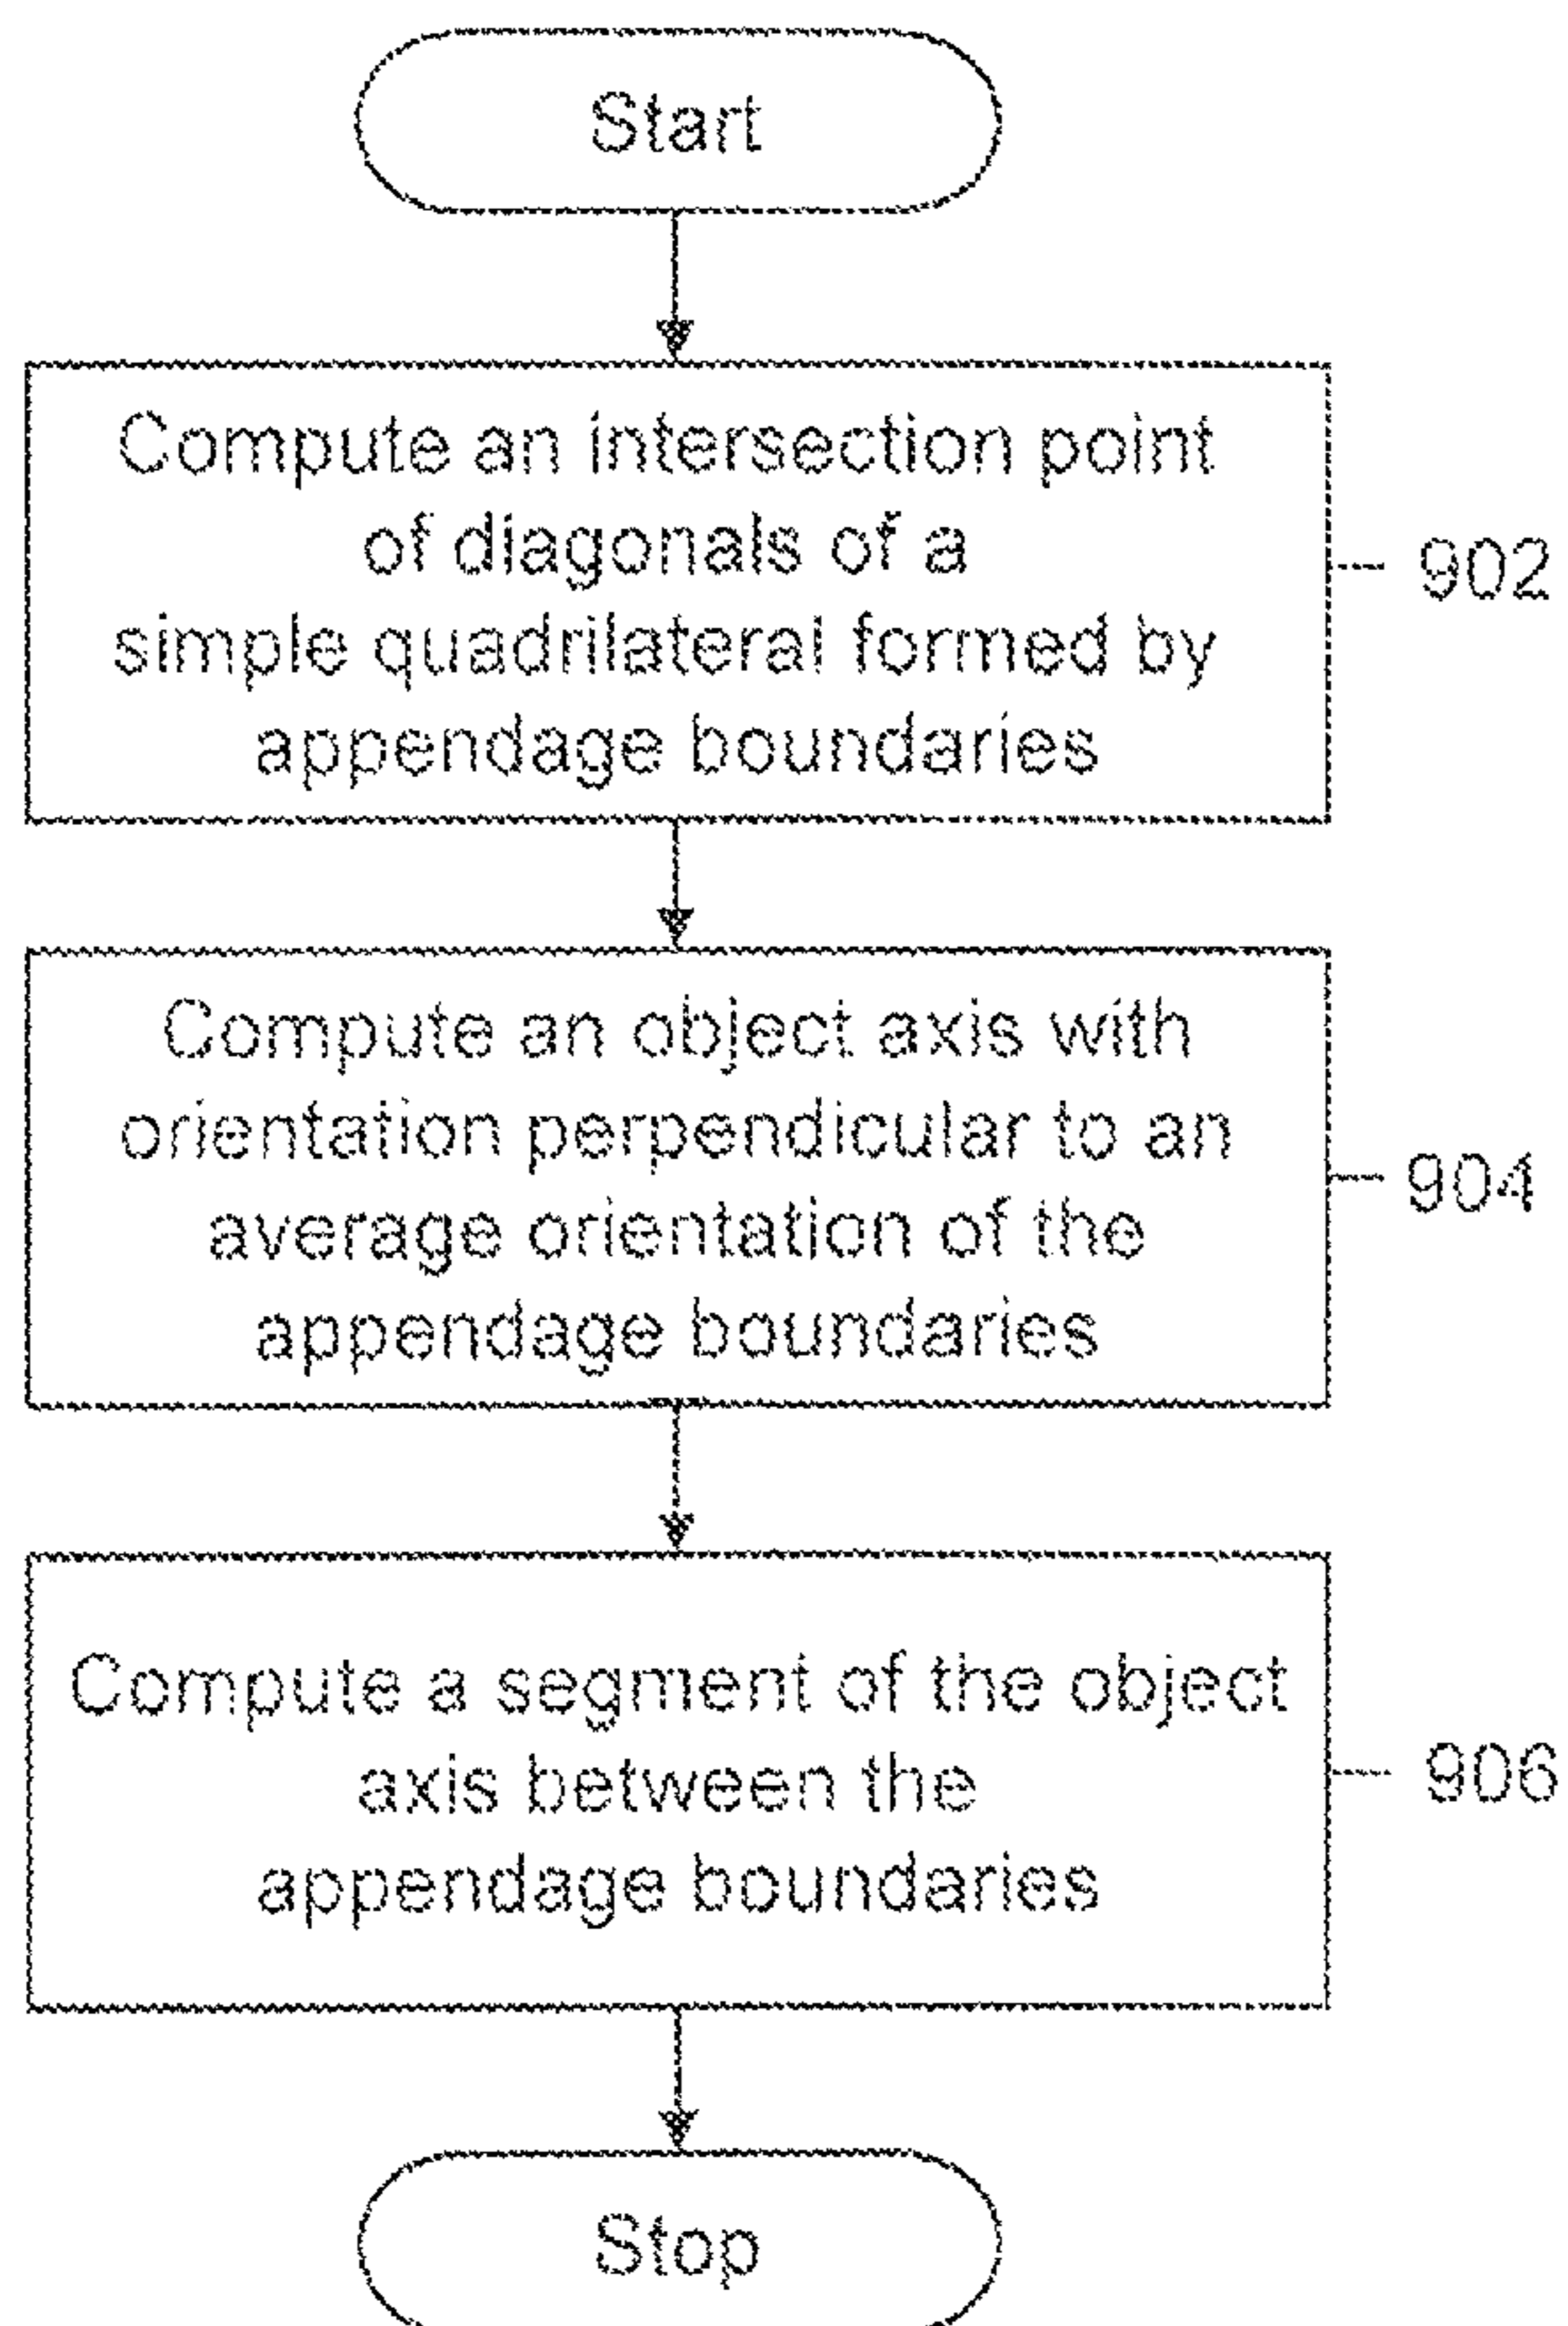 Start
Compute an intersection point
of diagonals of a
simple quadrilateral formed by
appendage boundaries
902
Compute an object axis with
orientation perpendicular to an
average orientation of the
appendage boundaries
904
Compute a segment of the object
axis between the
appendage boundaries
906
Stop